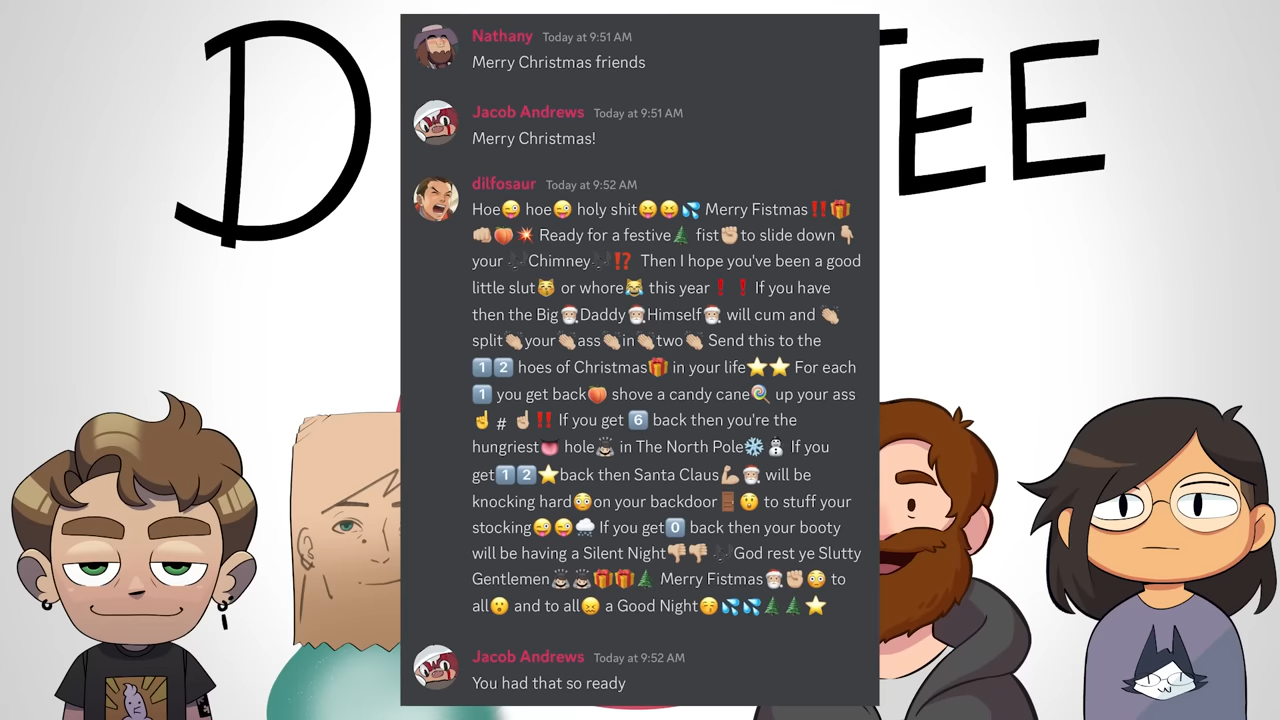 D
EE
Nathany Today at 9:51 AM
Merry Christmas friends
Jacob Andrews Today at 9:51 AM
Merry Christmas!
dilfosaur Today at 9:52 AM
Hoe😜 hoe😜 holy shit😝😝💦 Merry Fistmas‼️🎁
👊🏼🍑💥 Ready for a festive🎄 fist✊🏼to slide down👇🏼
your 🎶Chimney🎶⁉️ Then I hope you've been a good
little slut😽 or whore😹 this year❗❗ If you have
then the Big🎅🏼Daddy🎅🏼Himself🎅🏼 will cum and 👏🏼
split👏🏼your👏🏼ass👏🏼in👏🏼two👏🏼 Send this to the
1️⃣2️⃣ hoes of Christmas🎁 in your life⭐⭐ For each
1️⃣ you get back🍑 shove a candy cane🍭 up your ass
☝️ # ☝🏼‼️ If you get 6️⃣ back then you're the
hungriest👅 hole🕳️ in The North Pole❄️⛄ If you
get1️⃣2️⃣⭐back then Santa Claus💪🏼🎅🏼 will be
knocking hard😳on your backdoor🚪😲 to stuff your
stocking😜😜🌨️ If you get0️⃣ back then your booty
will be having a Silent Night👎🏼👎🏼 🎶God rest ye Slutty
Gentlemen🎁🎁🎄 Merry Fistmas🎅🏼✊🏼😳 to
all😮 and to all😖 a Good Night😚💦💦🎄🎄⭐
Jacob Andrews Today at 9:52 AM
You had that so ready